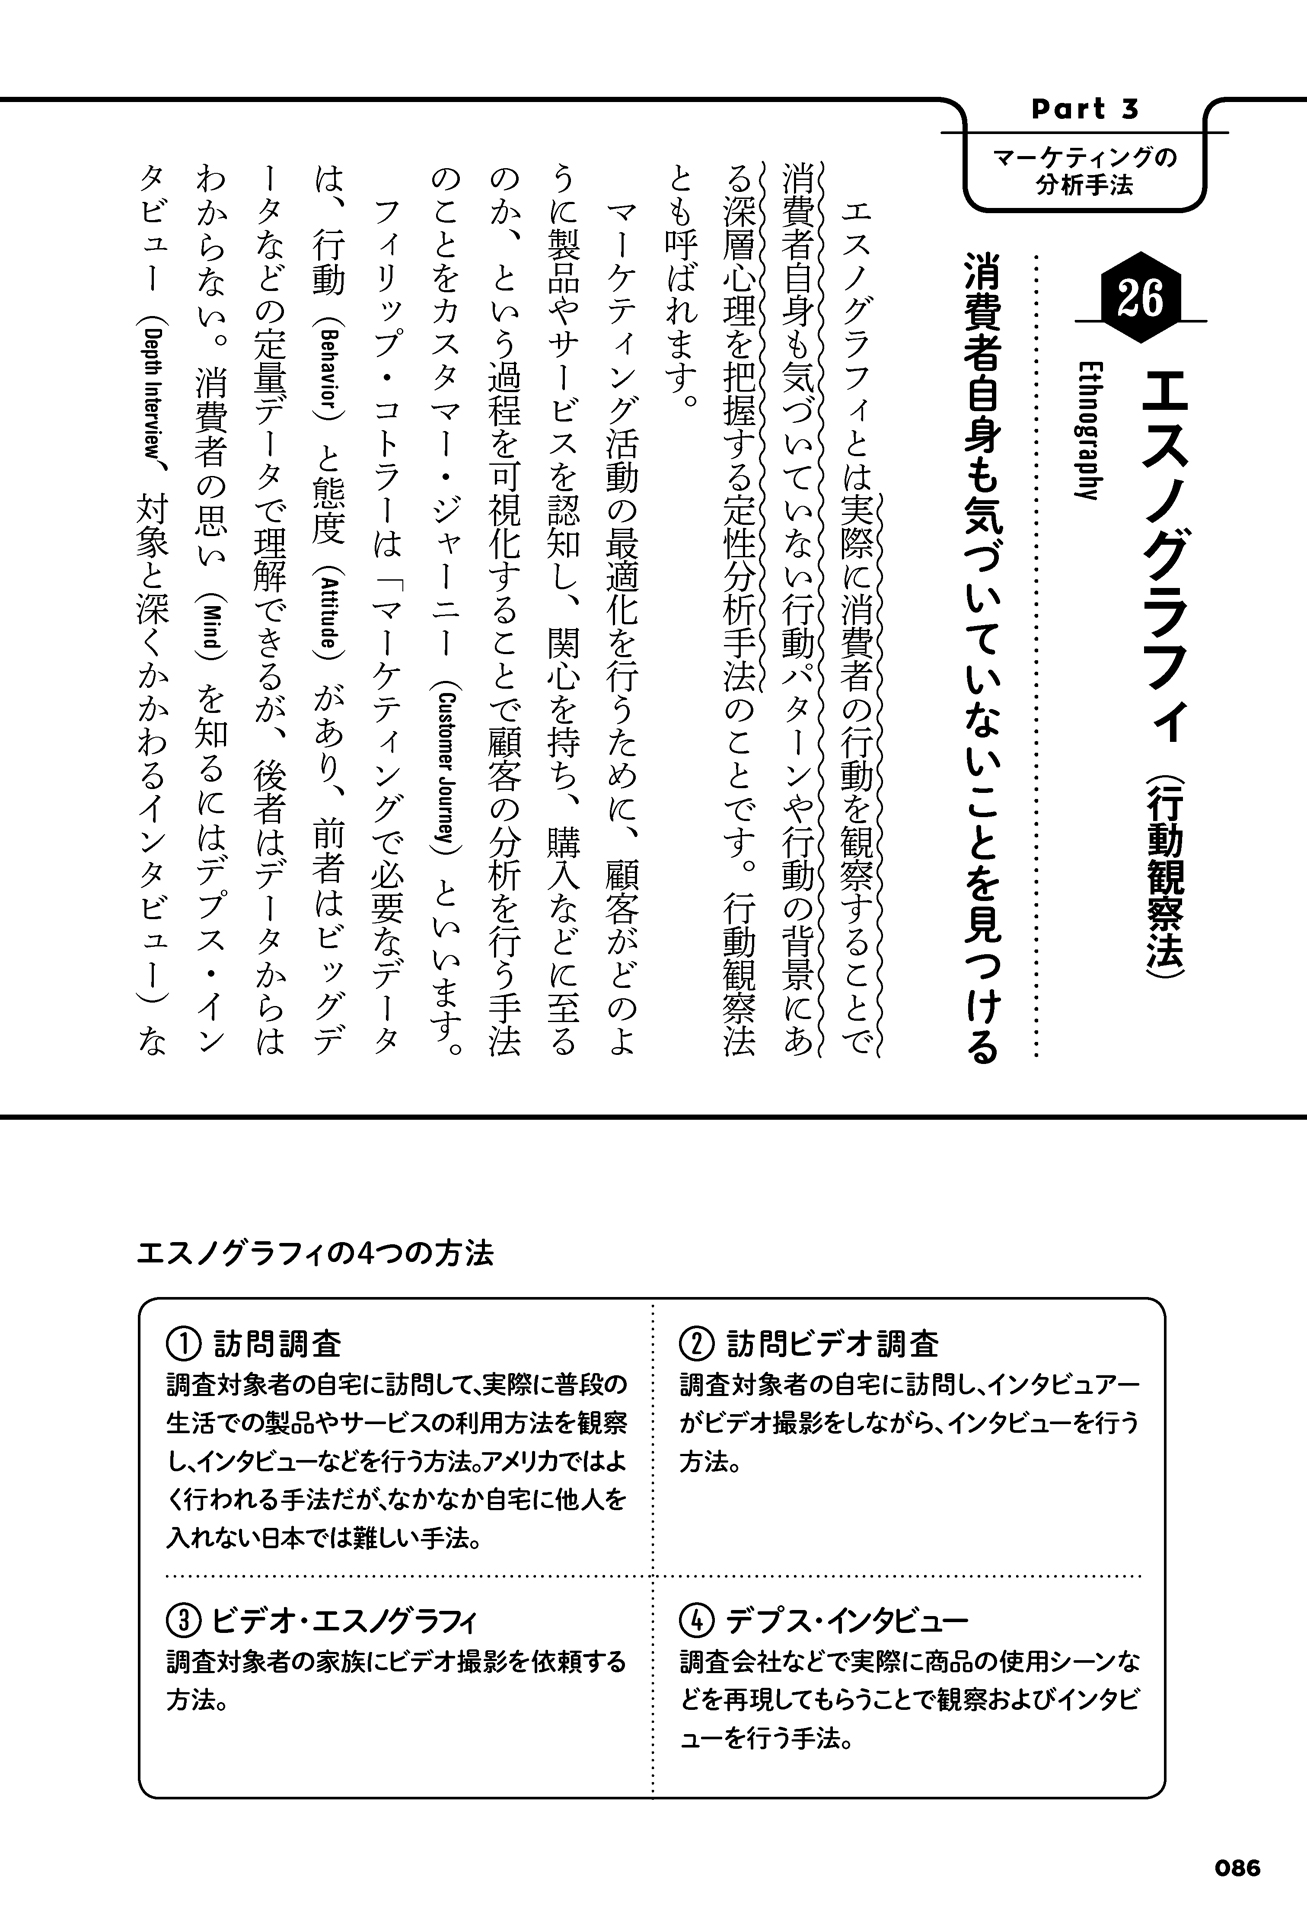 Part 3
マーケティングの
分析手法
26
エスノグラフィ（行動観察法）
Ethnography
消費者自身も気づいていないことを見つける
エスノグラフィとは実際に消費者の行動を観察することで
消費者自身も気づいていない行動パターンや行動の背景にあ
る深層心理を把握する定性分析手法のことです。行動観察法
とも呼ばれます。
マーケティング活動の最適化を行うために、顧客がどのよ
うに製品やサービスを認知し、関心を持ち、購入などに至る
のか、という過程を可視化することで顧客の分析を行う手法
のことをカスタマー・ジャーニー（Customer Journey）といいます。
フィリップ・コトラーは「マーケティングで必要なデータ
は、行動（Behavior）と態度（Attitude）があり、前者はビッグデ
ータなどの定量データで理解できるが、後者はデータからは
わからない。消費者の思い（Mind）を知るにはデプス・イン
タビュー（Depth Interview、対象と深くかかわるインタビュー）な
エスノグラフィの4つの方法
① 訪問調査
調査対象者の自宅に訪問して、実際に普段の
生活での製品やサービスの利用方法を観察
し、インタビューなどを行う方法。アメリカではよ
く行われる手法だが、なかなか自宅に他人を
入れない日本では難しい手法。
② 訪問ビデオ調査
調査対象者の自宅に訪問し、インタビュアー
がビデオ撮影をしながら、インタビューを行う
方法。
③ ビデオ・エスノグラフィ
調査対象者の家族にビデオ撮影を依頼する
方法。
④ デプス・インタビュー
調査会社などで実際に商品の使用シーンな
どを再現してもらうことで観察およびインタビ
ューを行う手法。
086